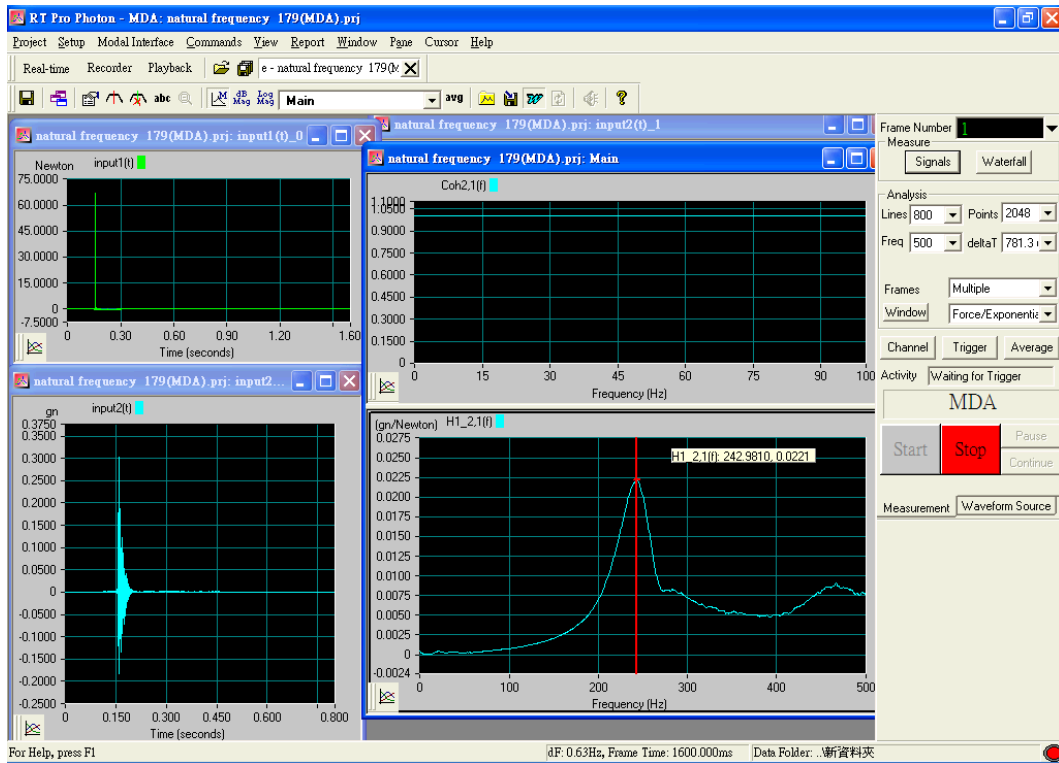 RT Pro Photon - MDA: natural frequency 179(MDA).prj
Project Setup Modal Interface Commands View Report Window Pane Cursor Help
Real-time Recorder Playback e - natural frequency 179(M X
M dB Mag Log Mag Main avg
abc
natural frequency 179(MDA).prj: input1(t)_0
Newton input1(t)
75.0000
60.0000
45.0000
30.0000
15.0000
0
-7.5000
0 0.30 0.60 0.90 1.20 1.60
Time (seconds)
natural frequency 179(MDA).prj: input2...
gn input2(t)
0.3750
0.3500
0.3000
0.2500
0.2000
0.1500
0.1000
0.0500
0
-0.0500
-0.1000
-0.1500
-0.2000
-0.2500
0 0.150 0.300 0.450 0.600 0.800
Time (seconds)
natural frequency 179(MDA).prj: input2(t)_1
natural frequency 179(MDA).prj: Main
Coh2,1(f)
1.1000
1.0500
0.9000
0.7500
0.6000
0.4500
0.3000
0.1500
0
0 15 30 45 60 75 90 100
Frequency (Hz)
(gn/Newton) H1_2,1(f)
0.0275
0.0250
0.0225
0.0200
0.0175
0.0150
0.0125
0.0100
0.0075
0.0050
0.0025
0
-0.0024
H1_2,1(f): 242.9810, 0.0221
0 100 200 300 400 500
Frequency (Hz)
Frame Number 1
Measure
Signals Waterfall
Analysis
Lines 800 Points 2048
Freq 500 deltaT 781.3
Frames Multiple
Window Force/Exponentia
Channel Trigger Average
Activity Waiting for Trigger
MDA
Start Stop Pause
Continue
Measurement Waveform Source
For Help, press F1 dF: 0.63Hz, Frame Time: 1600.000ms Data Folder: ..\新資料夾